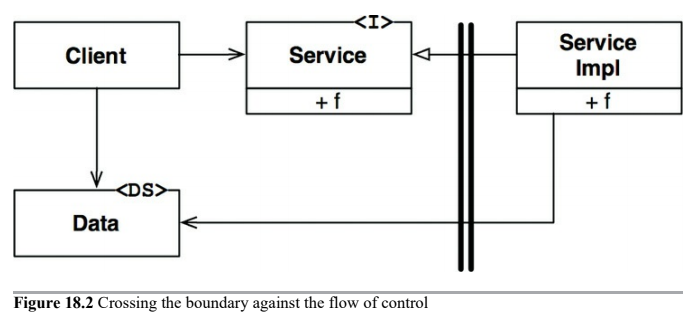 <I>
Client
Service
Service
Impl
+ f
+ f
<DS>
Data
Figure 18.2 Crossing the boundary against the flow of control